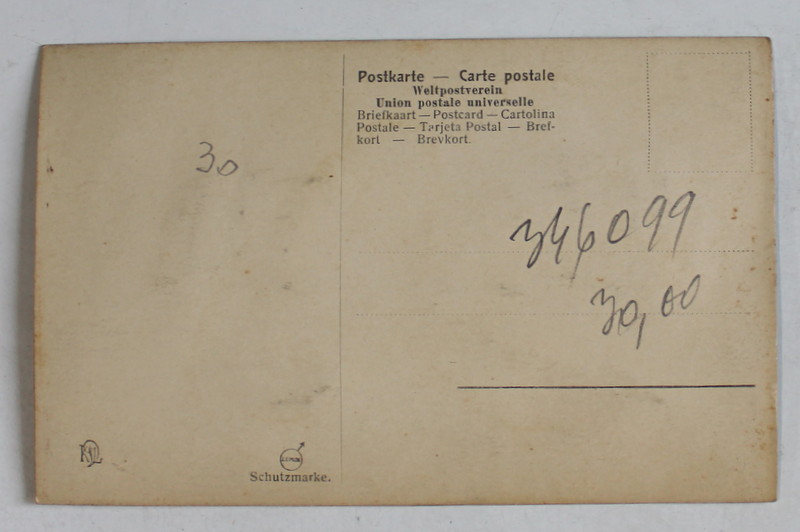 30
Postkarte — Carte postale
Weltpostverein
Union postale universelle
Briefkaart — Postcard — Cartolina
Postale — Tarjeta Postal — Bref-
kort — Brevkort.
346099
30,00
Schutzmarke.